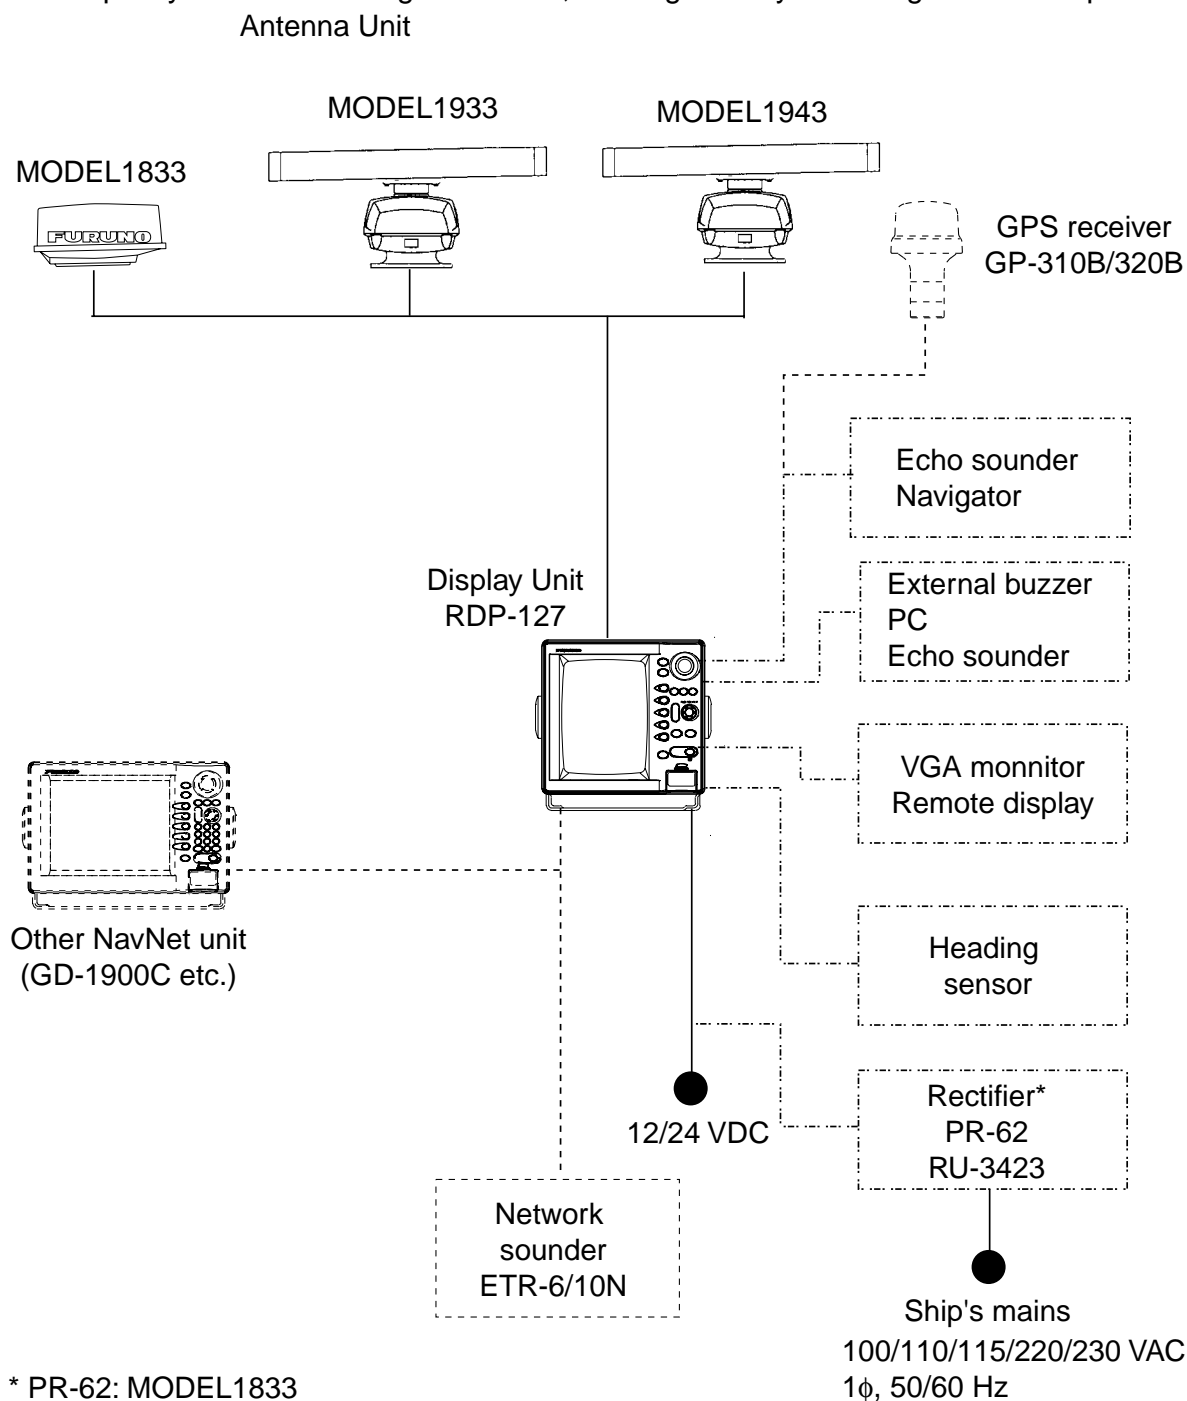 Antenna Unit
MODEL1933
MODEL1943
MODEL1833
FURUNO
GPS receiver
GP-310B/320B
Echo sounder
Navigator
Display Unit
RDP-127
External buzzer
PC
Echo sounder
VGA monnitor
Remote display
Other NavNet unit
(GD-1900C etc.)
Heading
sensor
12/24 VDC
Rectifier*
PR-62
RU-3423
Network
sounder
ETR-6/10N
Ship's mains
100/110/115/220/230 VAC
1ϕ, 50/60 Hz
* PR-62: MODEL1833